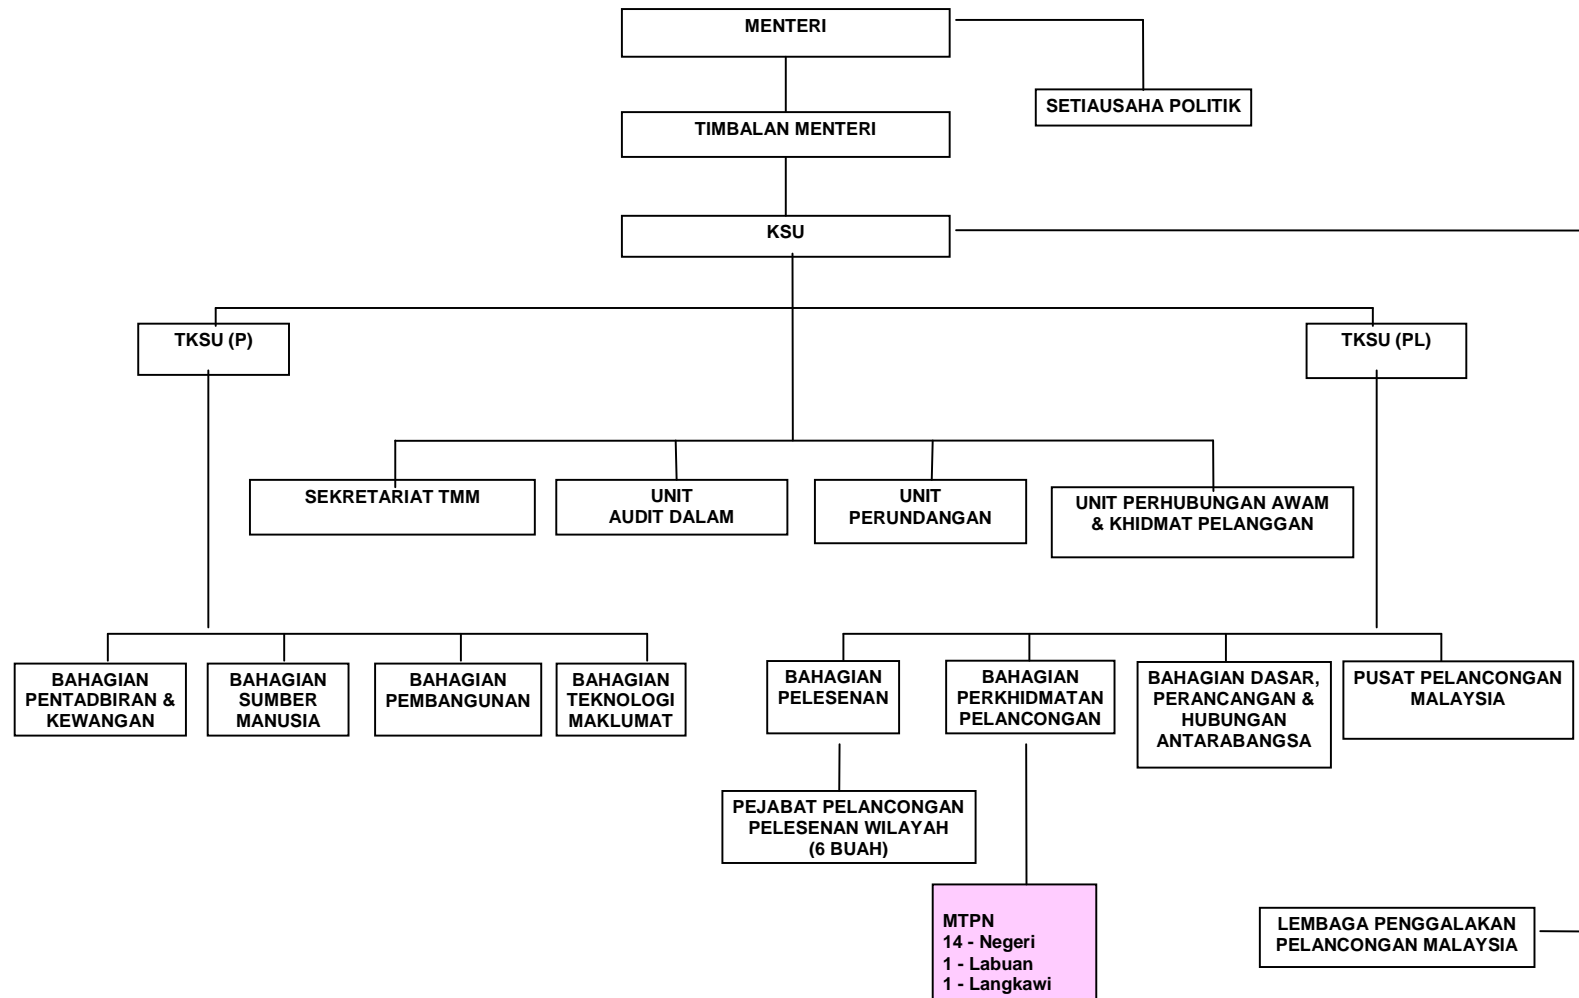 MENTERI
SETIAUSAHA POLITIK
TIMBALAN MENTERI
KSU
TKSU (P)
TKSU (PL)
SEKRETARIAT TMM
UNIT
AUDIT DALAM
UNIT
PERUNDANGAN
UNIT PERHUBUNGAN AWAM
& KHIDMAT PELANGGAN
BAHAGIAN
PENTADBIRAN &
KEWANGAN
BAHAGIAN
SUMBER
MANUSIA
BAHAGIAN
PEMBANGUNAN
BAHAGIAN
TEKNOLOGI
MAKLUMAT
BAHAGIAN
PELESENAN
BAHAGIAN
PERKHIDMATAN
PELANCONGAN
BAHAGIAN DASAR,
PERANCANGAN &
HUBUNGAN
ANTARABANGSA
PUSAT PELANCONGAN
MALAYSIA
PEJABAT PELANCONGAN
PELESENAN WILAYAH
(6 BUAH)
MTPN
14 - Negeri
1 - Labuan
1 - Langkawi
LEMBAGA PENGGALAKAN
PELANCONGAN MALAYSIA